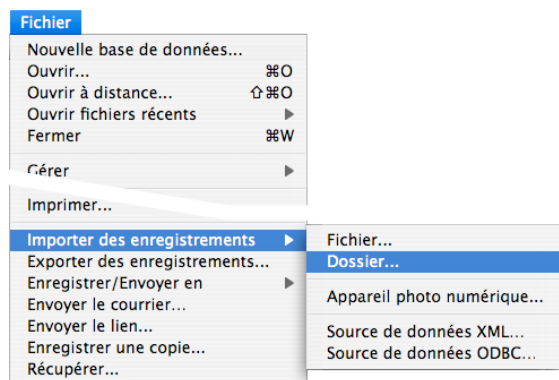 Fichier
Nouvelle base de données...
Ouvrir... ⌘O
Ouvrir à distance... ⇧⌘O
Ouvrir fichiers récents ▶
Fermer ⌘W
Gérer ▶
Imprimer...
Importer des enregistrements ▶
Exporter des enregistrements...
Enregistrer/Envoyer en ▶
Envoyer le courrier...
Envoyer le lien...
Enregistrer une copie...
Récupérer...
Fichier...
Dossier...
Appareil photo numérique...
Source de données XML...
Source de données ODBC...